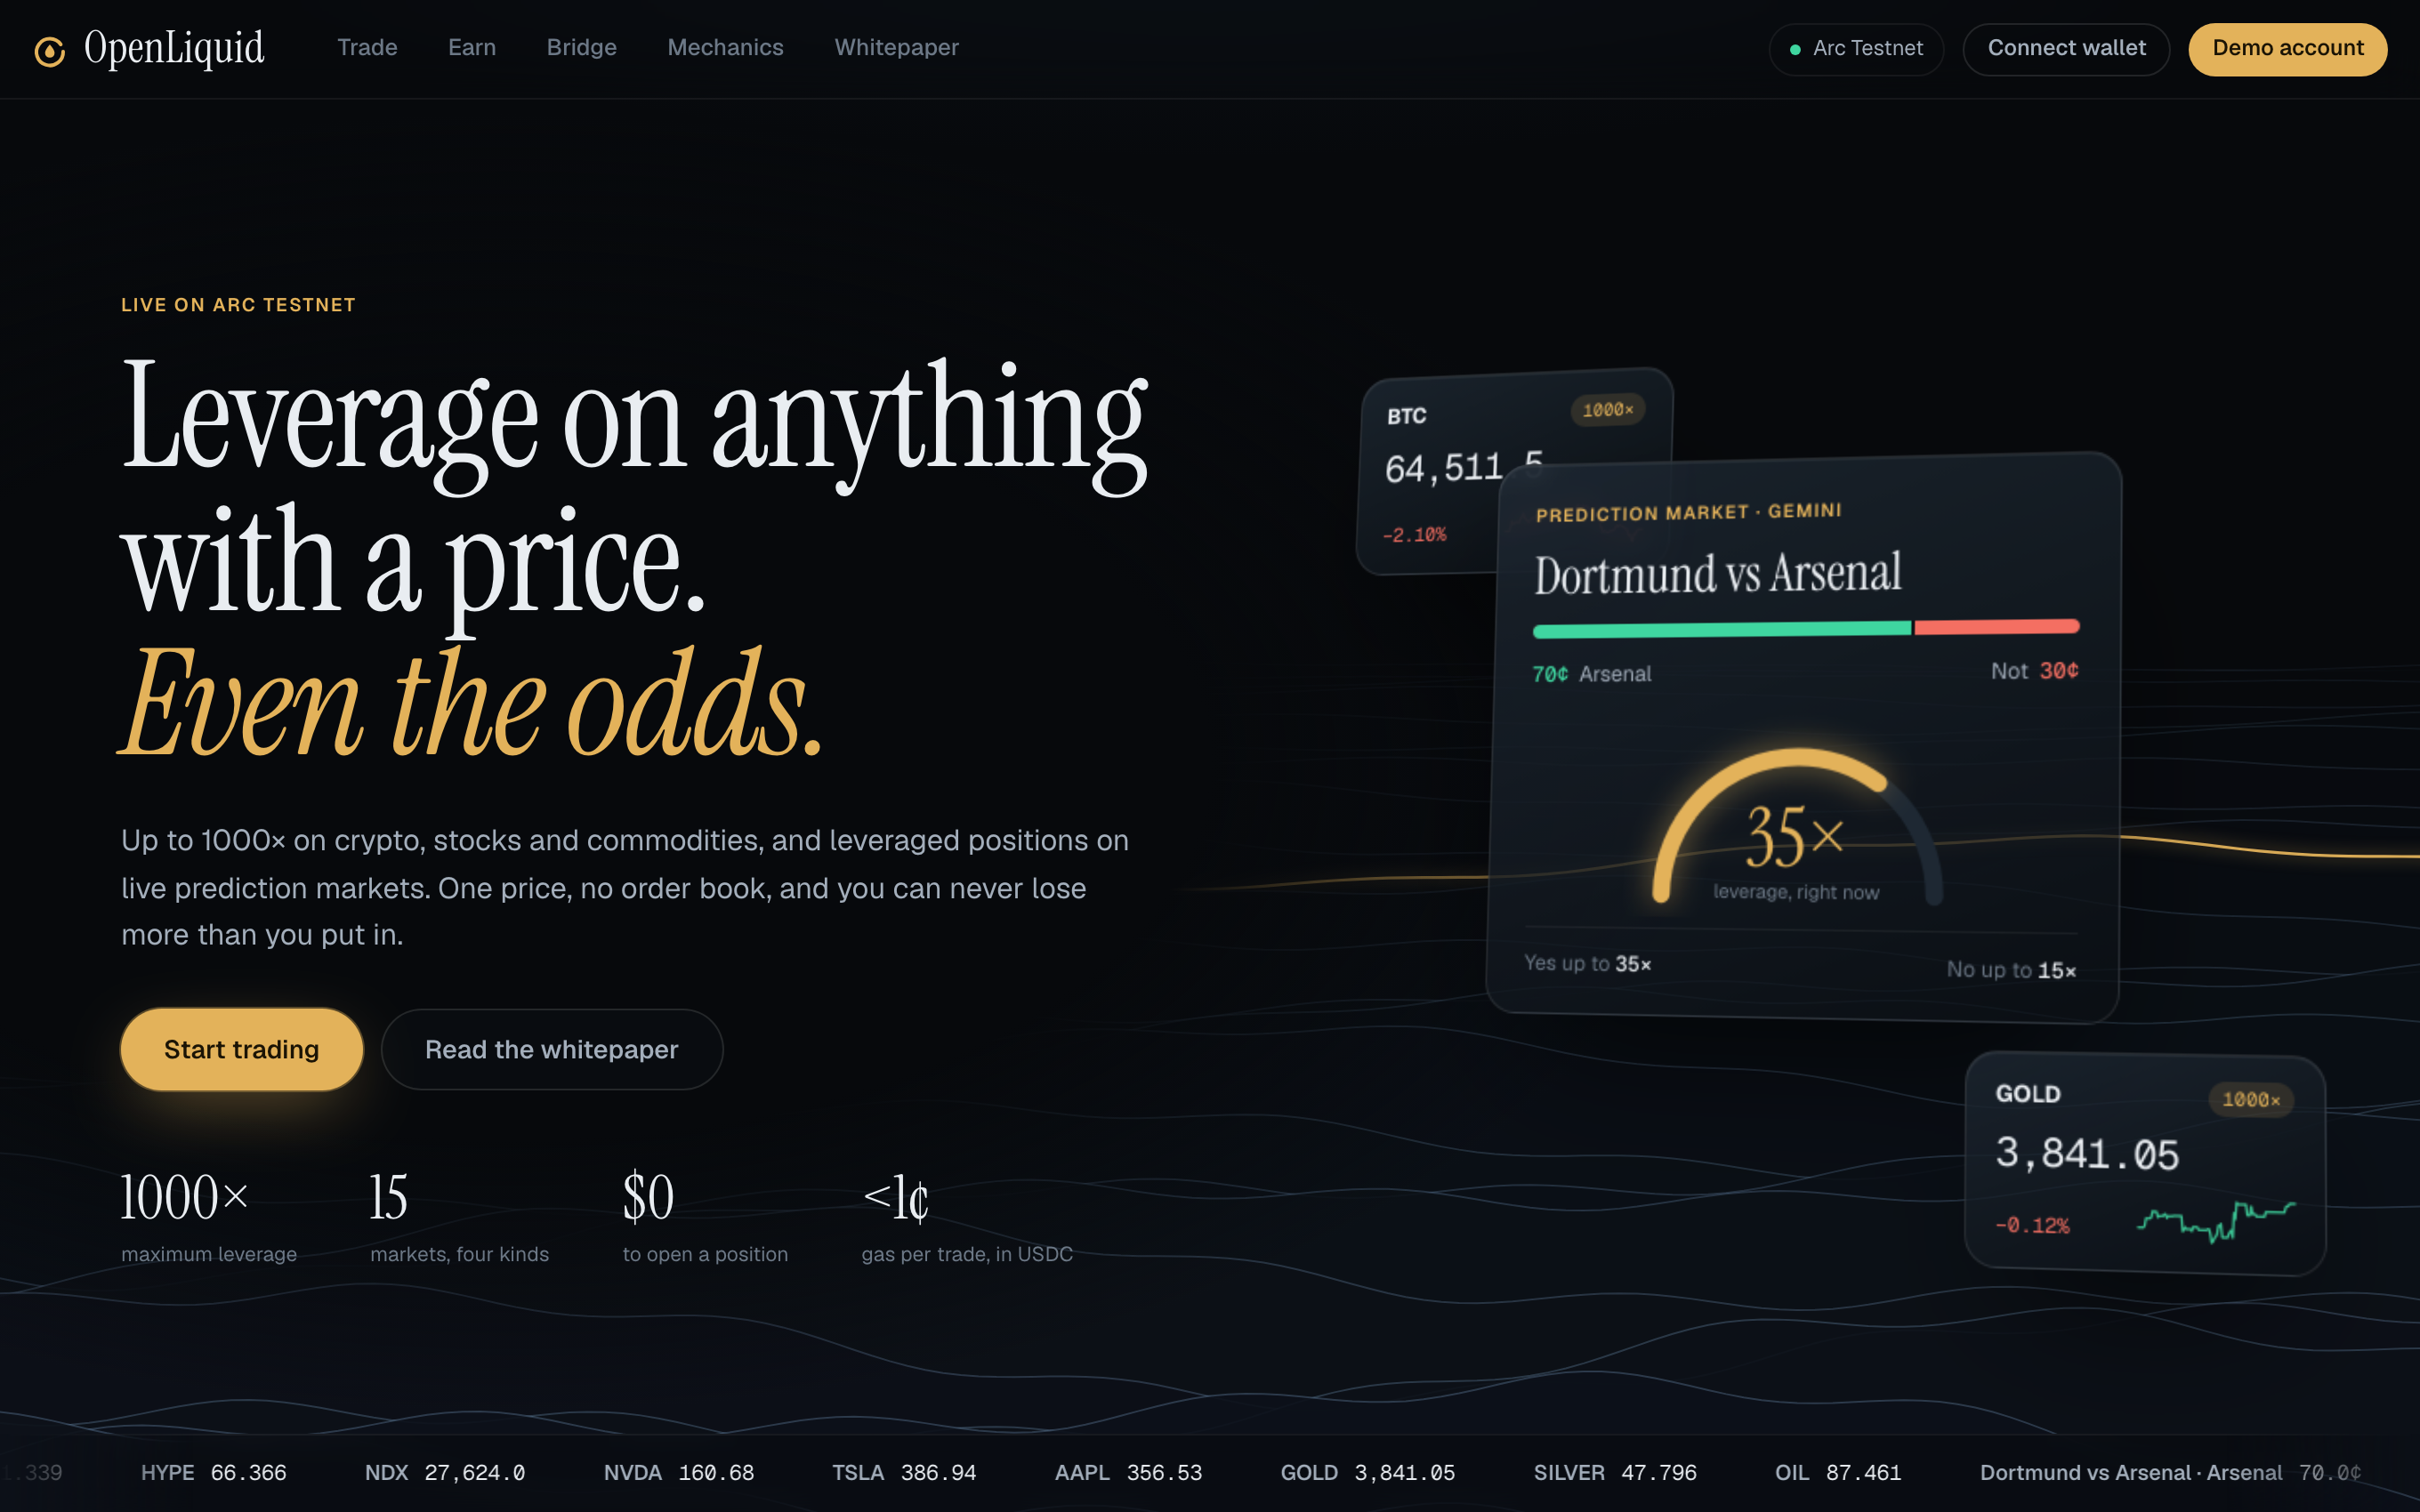 OpenLiquid
Trade
Earn
Bridge
Mechanics
Whitepaper
Arc Testnet
Connect wallet
Demo account
LIVE ON ARC TESTNET
Leverage on anything
with a price.
Even the odds.
Up to 1000× on crypto, stocks and commodities, and leveraged positions on
live prediction markets. One price, no order book, and you can never lose
more than you put in.
Start trading
Read the whitepaper
1000×
maximum leverage
15
markets, four kinds
$0
to open a position
<1¢
gas per trade, in USDC
BTC
1000×
64,511.5
−2.10%
PREDICTION MARKET · GEMINI
Dortmund vs Arsenal
70¢ Arsenal
Not 30¢
35×
leverage, right now
Yes up to 35×
No up to 15×
GOLD
1000×
3,841.05
−0.12%
.339
HYPE 66.366
NDX 27,624.0
NVDA 160.68
TSLA 386.94
AAPL 356.53
GOLD 3,841.05
SILVER 47.796
OIL 87.461
Dortmund vs Arsenal · Arsenal 70.0¢